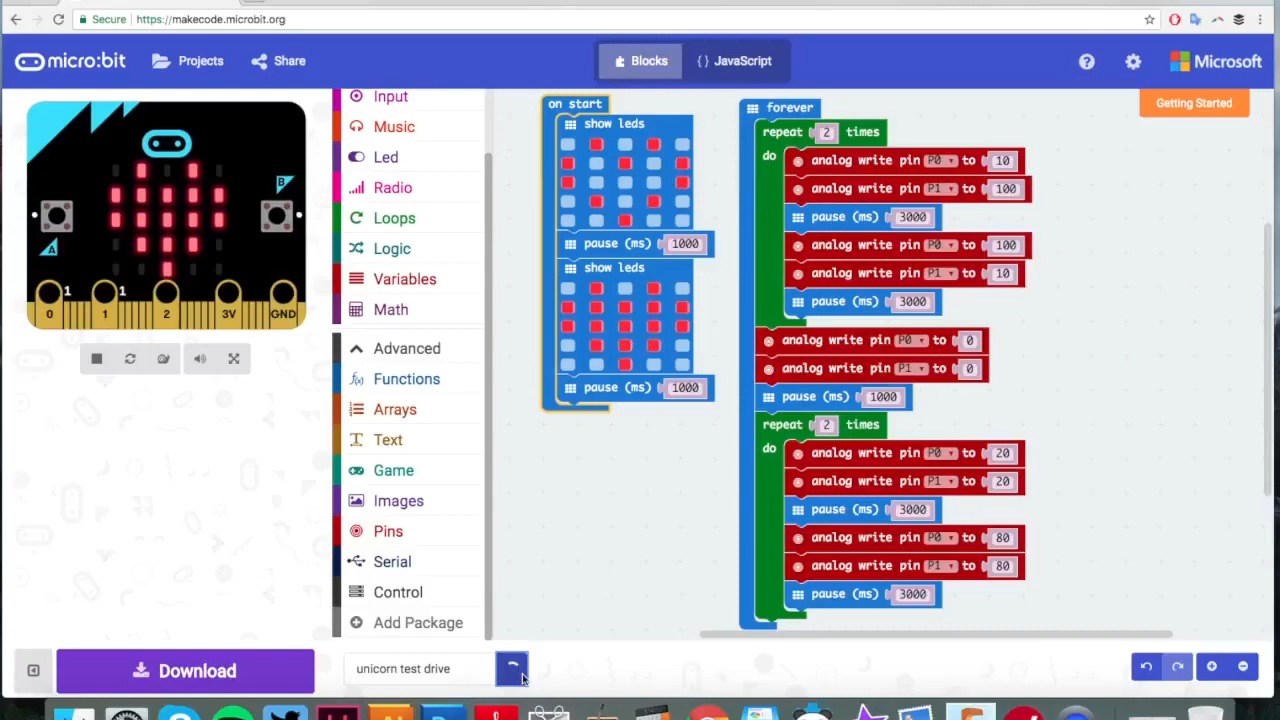 Secure https://makecode.microbit.org
micro:bit Projects Share Blocks {} JavaScript ? Microsoft
Getting Started
B
A
1 1
0 1 2 3V GND
Input
Music
Led
Radio
Loops
Logic
Variables
Math
Advanced
f(x) Functions
Arrays
Text
Game
Images
Pins
Serial
Control
Add Package
on start
show leds
pause (ms) 1000
show leds
pause (ms) 1000
forever
repeat 2 times
do analog write pin P0 to 10
analog write pin P1 to 100
pause (ms) 3000
analog write pin P0 to 100
analog write pin P1 to 10
pause (ms) 3000
analog write pin P0 to 0
analog write pin P1 to 0
pause (ms) 1000
repeat 2 times
do analog write pin P0 to 20
analog write pin P1 to 20
pause (ms) 3000
analog write pin P0 to 80
analog write pin P1 to 80
pause (ms) 3000
Download unicorn test drive